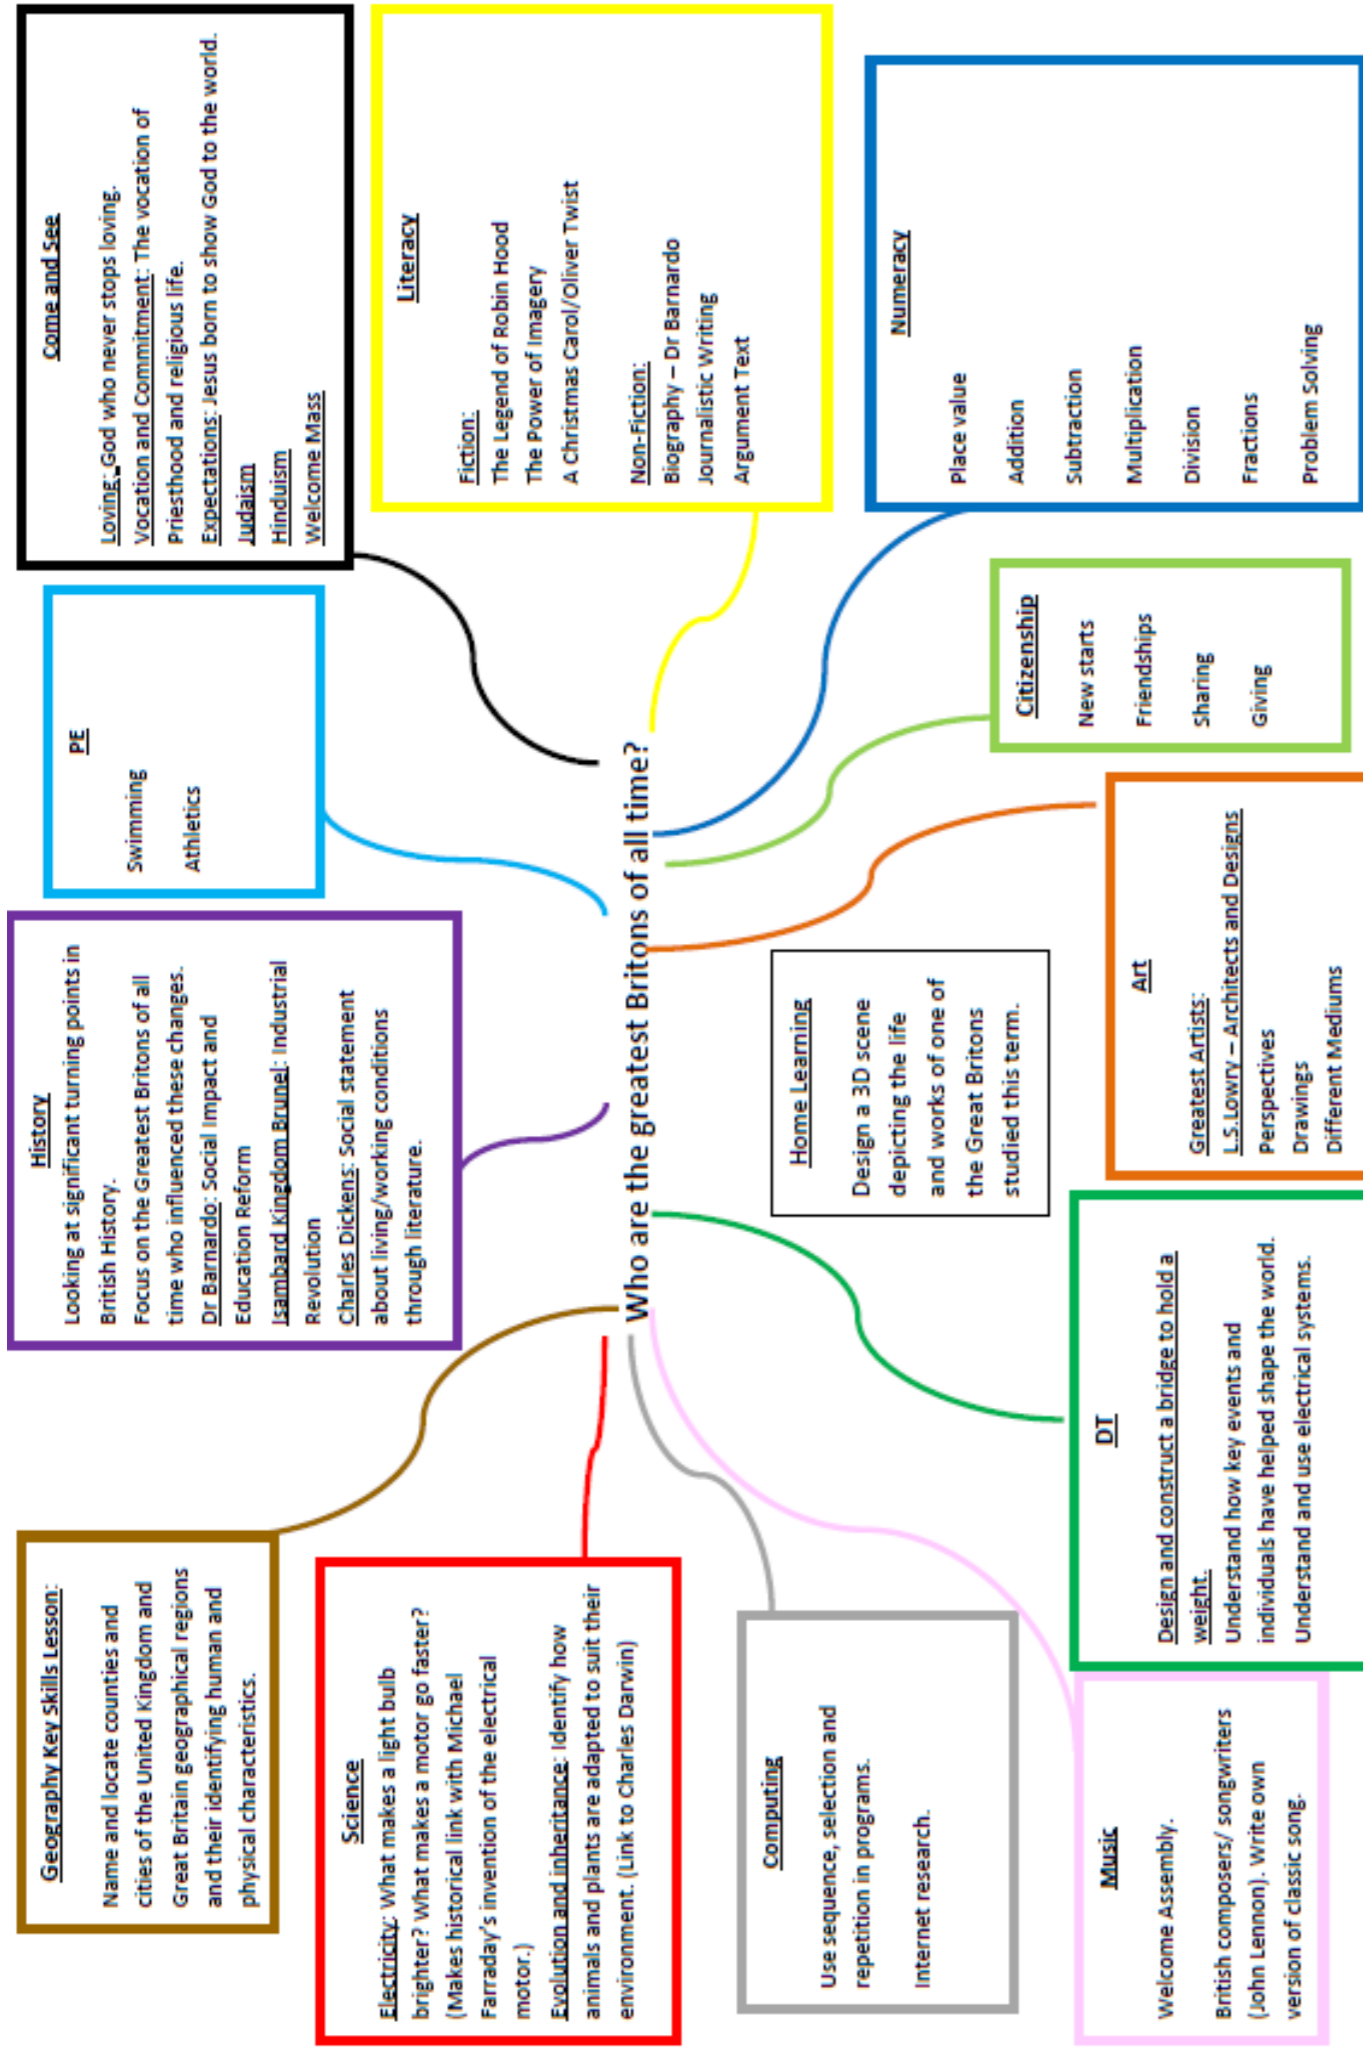 Geography Key Skills Lesson:
Name and locate counties and
cities of the United Kingdom and
Great Britain geographical regions
and their identifying human and
physical characteristics.
History
Looking at significant turning points in
British History.
Focus on the Greatest Britons of all
time who influenced these changes.
Dr Barnardo: Social Impact and
Education Reform
Isambard Kingdom Brunel: Industrial
Revolution
Charles Dickens: Social statement
about living/working conditions
through literature.
PE
Swimming
Athletics
Come and See
Loving: God who never stops loving.
Vocation and Commitment: The vocation of
Priesthood and religious life.
Expectations: Jesus born to show God to the world.
Judaism
Hinduism
Welcome Mass
Science
Electricity: What makes a light bulb
brighter? What makes a motor go faster?
(Makes historical link with Michael
Farraday's invention of the electrical
motor.)
Evolution and inheritance: Identify how
animals and plants are adapted to suit their
environment. (Link to Charles Darwin)
Who are the greatest Britons of all time?
Literacy
Fiction:
The Legend of Robin Hood
The Power of Imagery
A Christmas Carol/Oliver Twist
Non-Fiction:
Biography – Dr Barnardo
Journalistic Writing
Argument Text
Computing
Use sequence, selection and
repetition in programs.
Internet research.
Home Learning
Design a 3D scene
depicting the life
and works of one of
the Great Britons
studied this term.
Citizenship
New starts
Friendships
Sharing
Giving
Numeracy
Place value
Addition
Subtraction
Multiplication
Division
Fractions
Problem Solving
Music
Welcome Assembly.
British composers/ songwriters
(John Lennon). Write own
version of classic song.
DT
Design and construct a bridge to hold a
weight.
Understand how key events and
individuals have helped shape the world.
Understand and use electrical systems.
Art
Greatest Artists:
L.S.Lowry – Architects and Designs
Perspectives
Drawings
Different Mediums